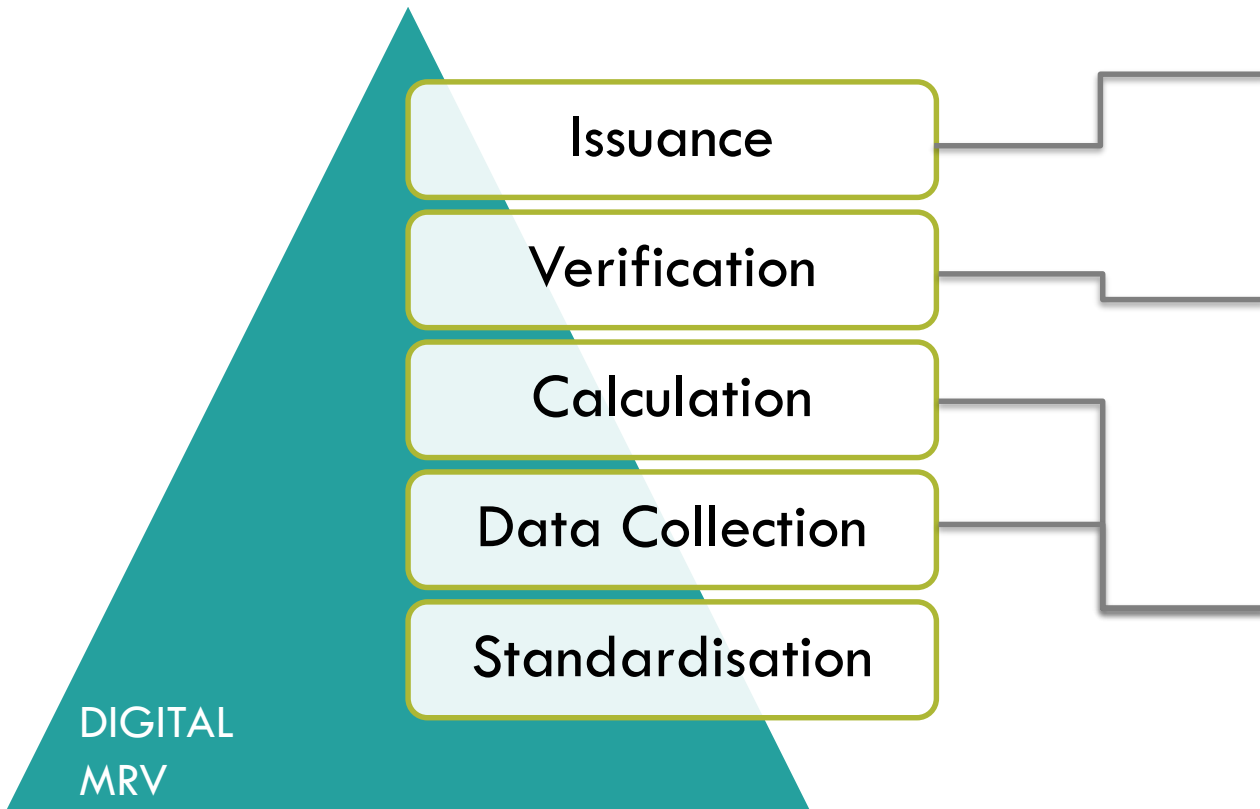 Issuance
Verification
Calculation
Data Collection
Standardisation
DIGITAL
MRV